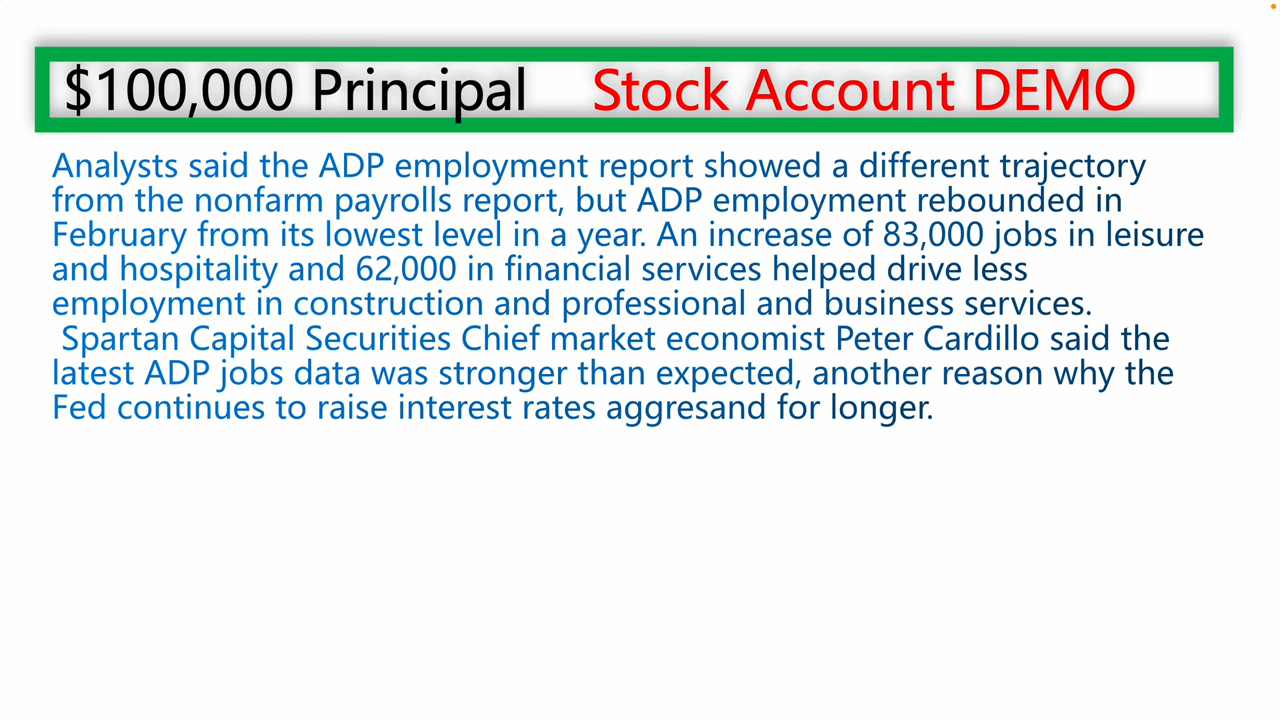 $100,000 Principal Stock Account DEMO
Analysts said the ADP employment report showed a different trajectory
from the nonfarm payrolls report, but ADP employment rebounded in
February from its lowest level in a year. An increase of 83,000 jobs in leisure
and hospitality and 62,000 in financial services helped drive less
employment in construction and professional and business services.
Spartan Capital Securities Chief market economist Peter Cardillo said the
latest ADP jobs data was stronger than expected, another reason why the
Fed continues to raise interest rates aggresand for longer.